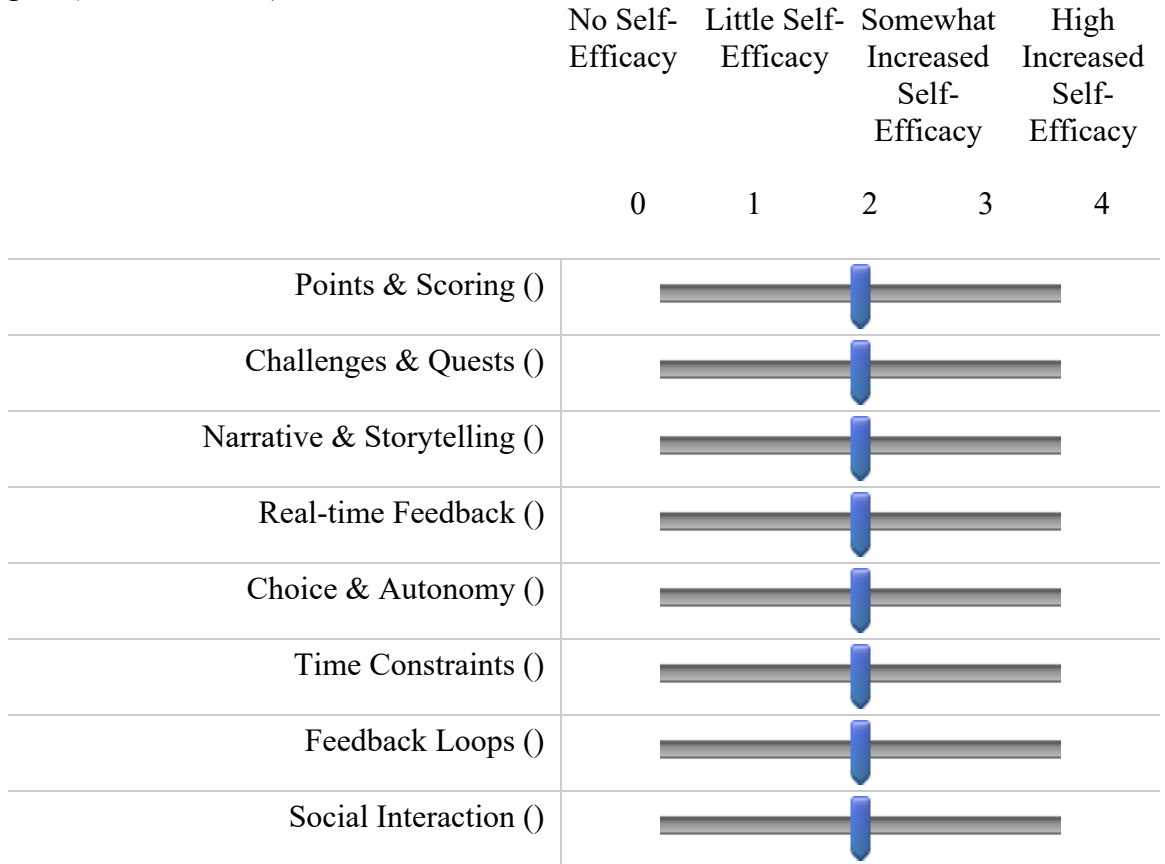 No Self- Little Self- Somewhat High
Efficacy Efficacy Increased Increased
Self- Self-
Efficacy Efficacy
0 1 2 3 4
Points & Scoring ()
Challenges & Quests ()
Narrative & Storytelling ()
Real-time Feedback ()
Choice & Autonomy ()
Time Constraints ()
Feedback Loops ()
Social Interaction ()